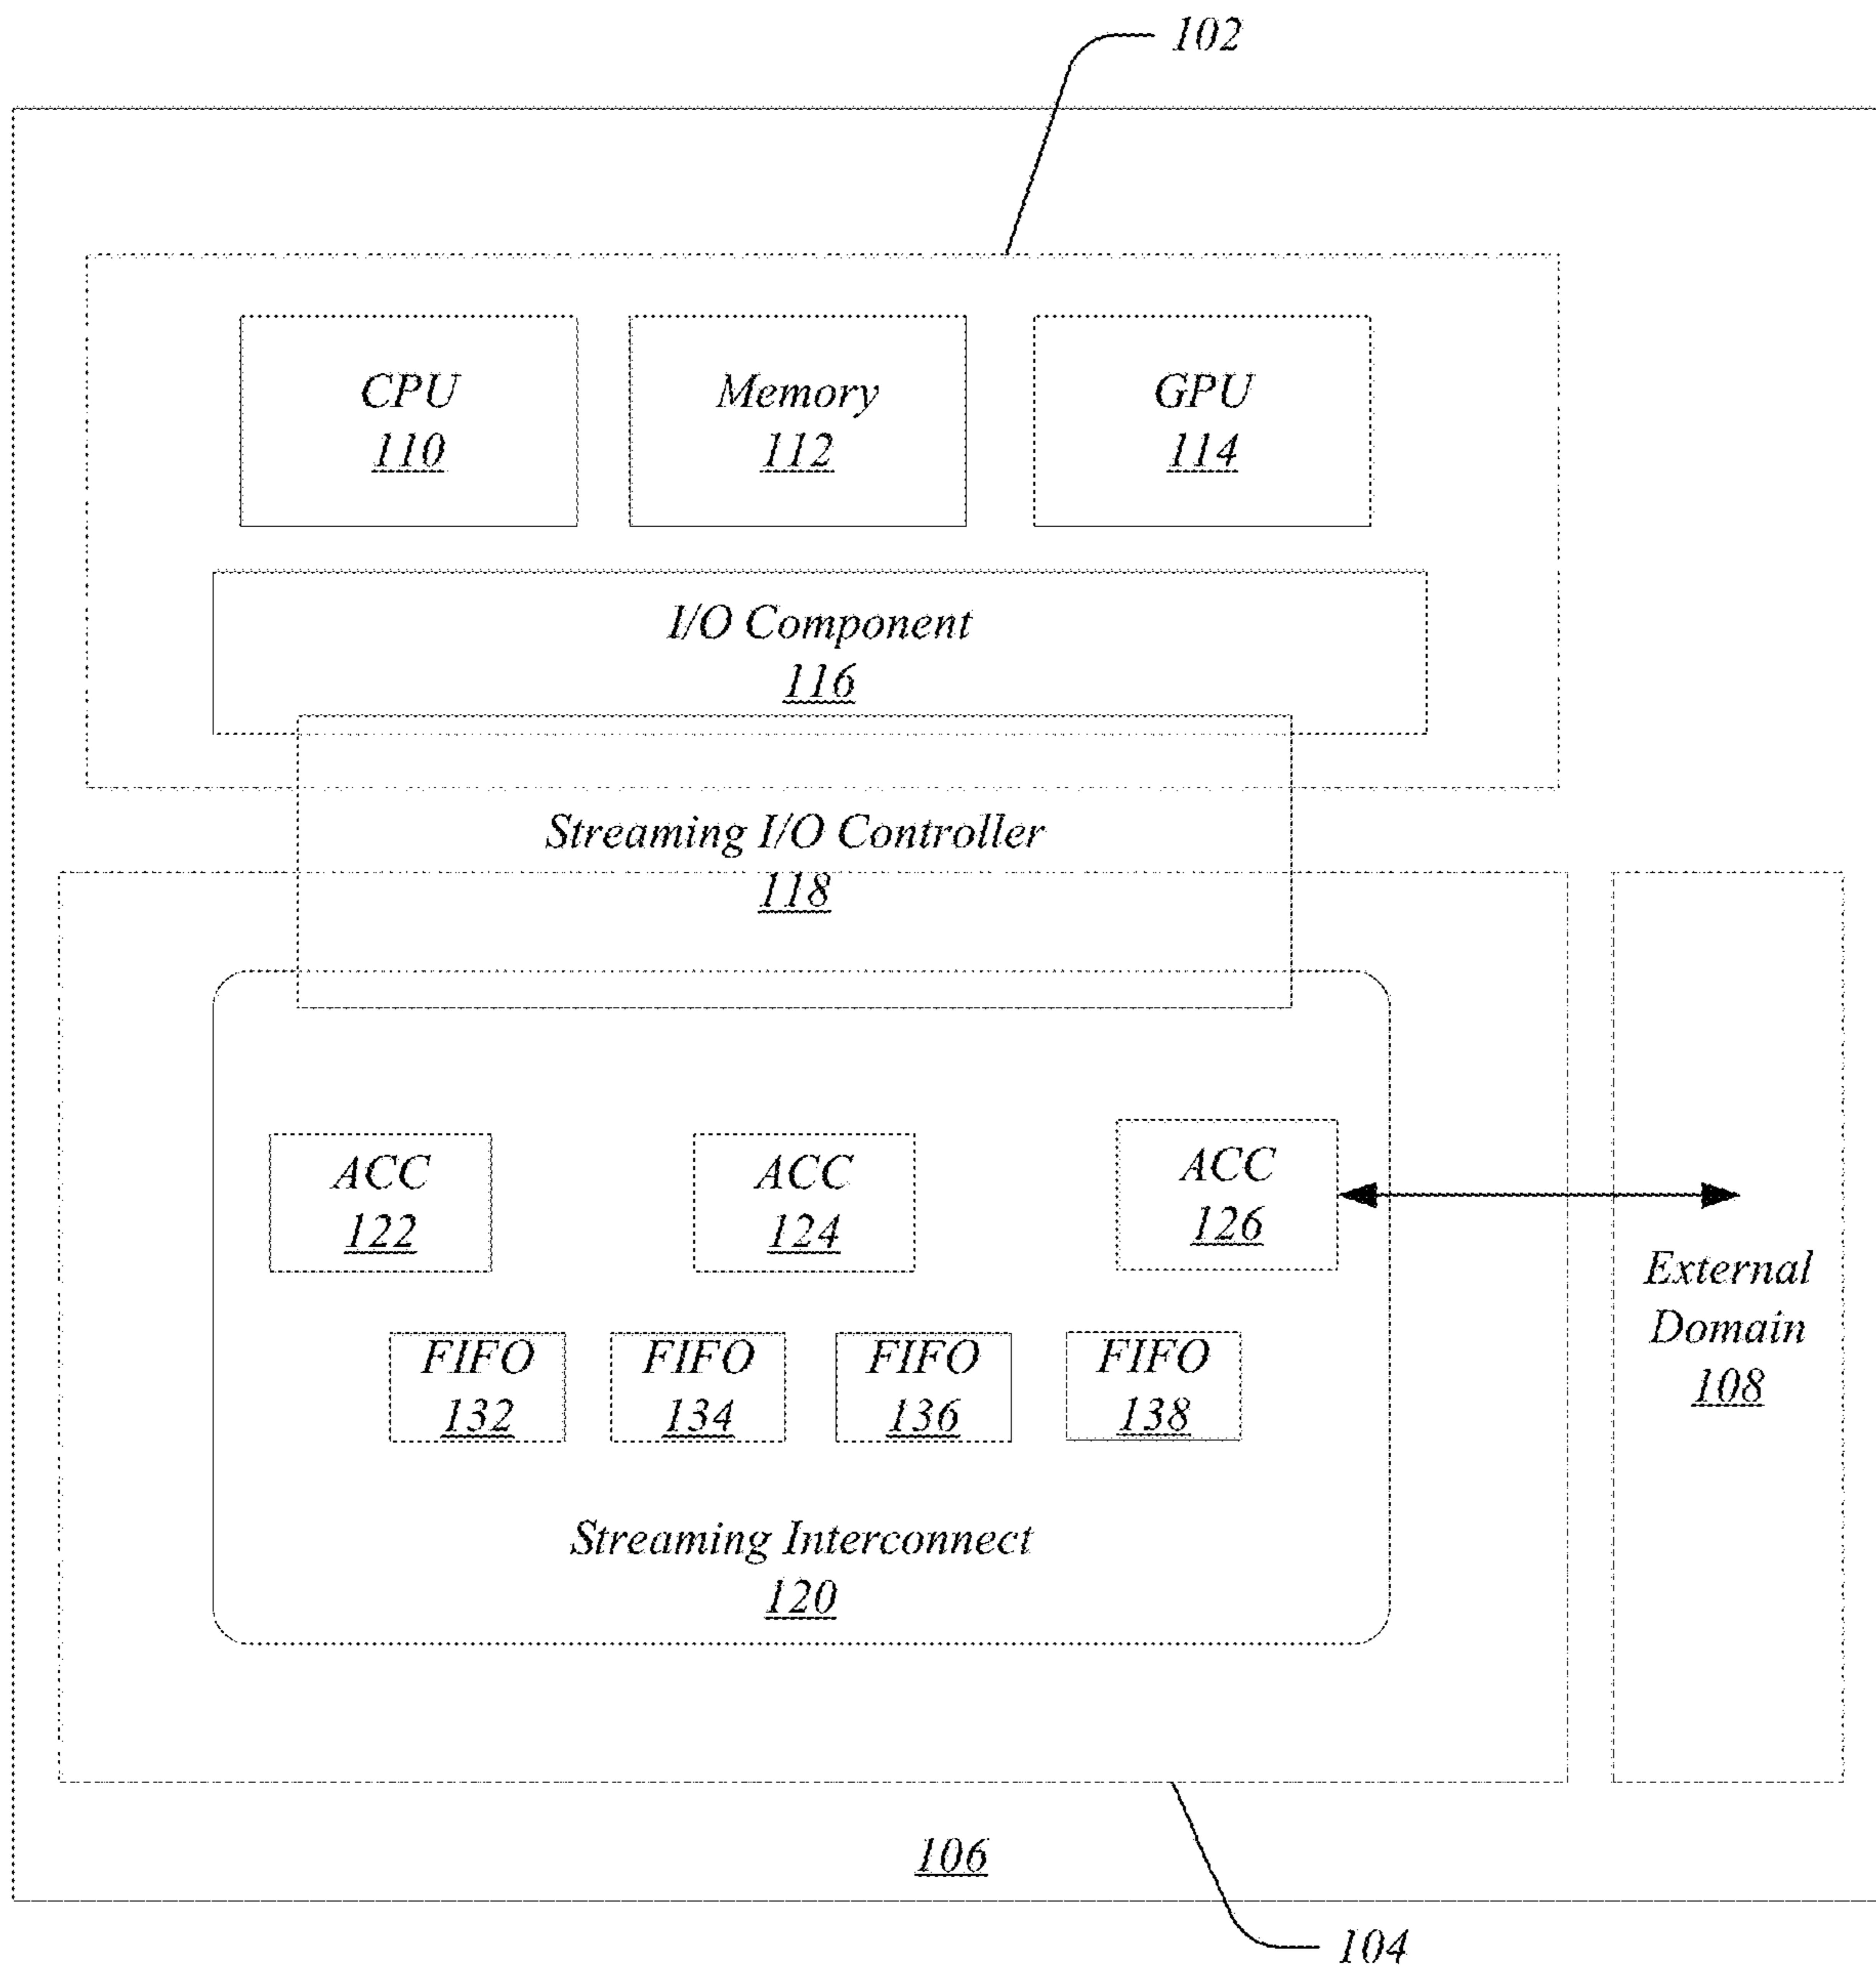 102
CPU
110
Memory
112
GPU
114
I/O Component
116
Streaming I/O Controller
118
ACC
122
ACC
124
ACC
126
External
Domain
108
FIFO
132
FIFO
134
FIFO
136
FIFO
138
Streaming Interconnect
120
106
104